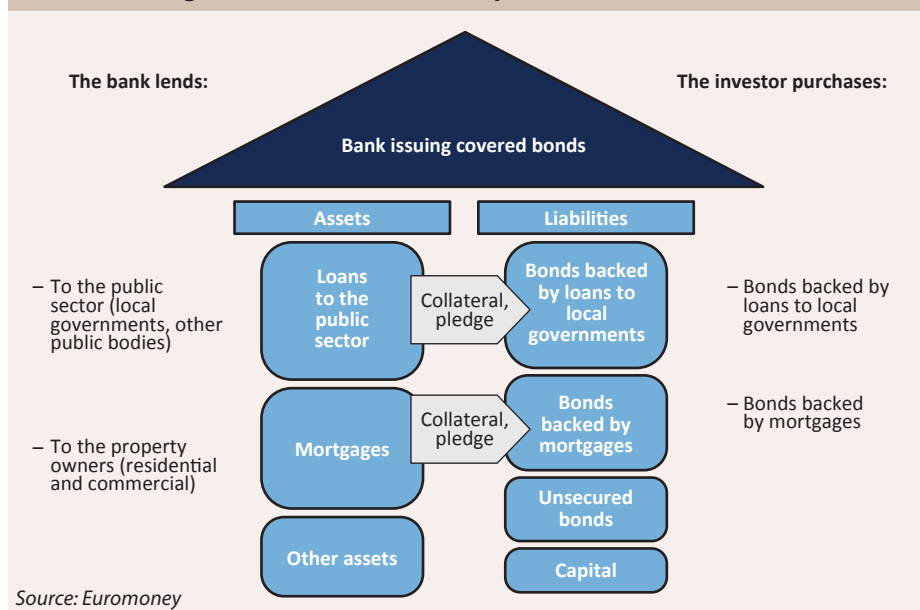 The bank lends:
The investor purchases:
Bank issuing covered bonds
Assets
Liabilities
– To the public
sector (local
governments, other
public bodies)
Loans
to the
public
sector
Collateral,
pledge
Bonds backed
by loans to
local
governments
– Bonds backed by
loans to local
governments
– To the property
owners (residential
and commercial)
Mortgages
Collateral,
pledge
Bonds
backed by
mortgages
– Bonds backed
by mortgages
Unsecured
bonds
Other assets
Capital
Source: Euromoney